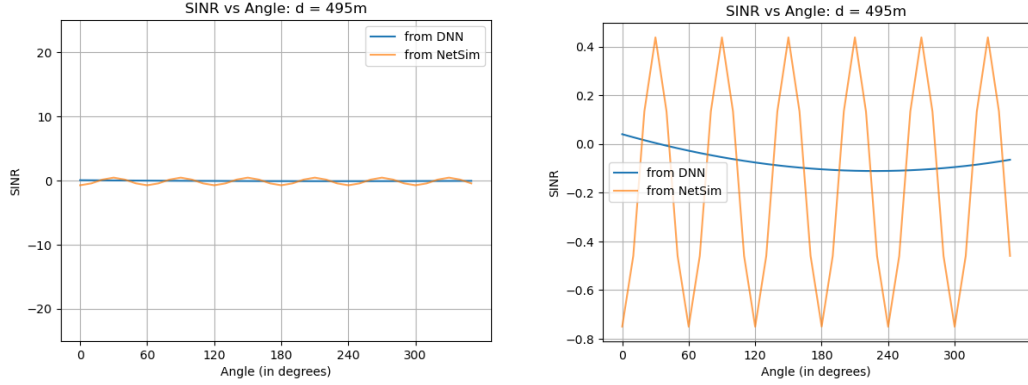 SINR vs Angle: d = 495m
from DNN
from NetSim
20
10
0
−10
−20
SINR
0 60 120 180 240 300
Angle (in degrees)
SINR vs Angle: d = 495m
0.4
0.2
0.0
−0.2
−0.4
−0.6
−0.8
SINR
from DNN
from NetSim
0 60 120 180 240 300
Angle (in degrees)